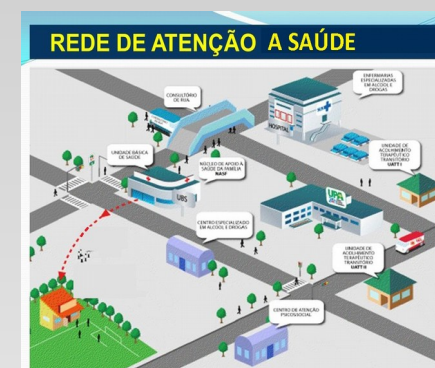 REDE DE ATENÇÃO A SAÚDE
ENFERMARIAS
ESPECIALIZADAS
EM ALCOOL E
DROGAS
CONSULTÓRIO
DE RUA
HOSPITAL
UNIDADE DE
ACOLHIMENTO
TERAPÊUTICO
TRANSITÓRIO
UATT I
UNIDADE BÁSICA
DE SAÚDE
NÚCLEO DE APOIO À
SAÚDE DA FAMÍLIA
NASF
UBS
UPA
CENTRO ESPECIALIZADO
EM ALCOOL E DROGAS
UNIDADE DE
ACOLHIMENTO
TERAPÊUTICO
TRANSITÓRIO
UATT II
CENTRO DE ATENÇÃO
PSICOSSOCIAL